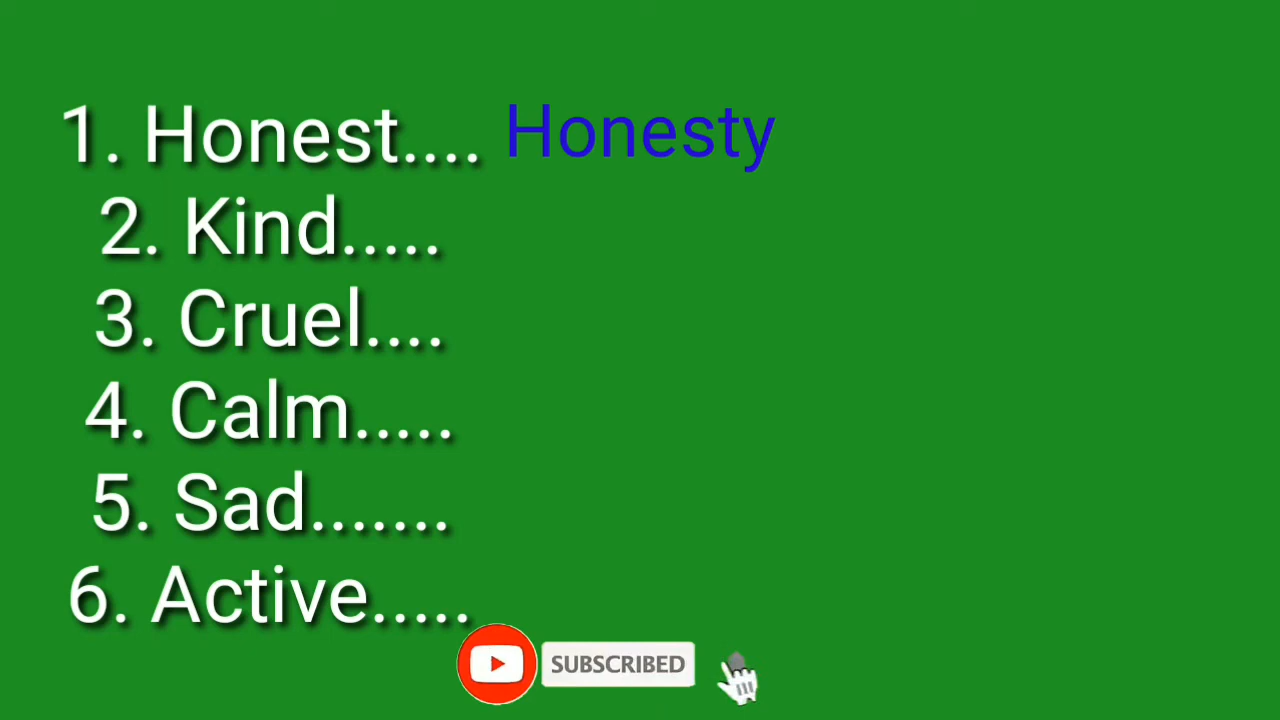 1. Honest.... Honesty
2. Kind.....
3. Cruel....
4. Calm.....
5. Sad.......
6. Active.....
SUBSCRIBED